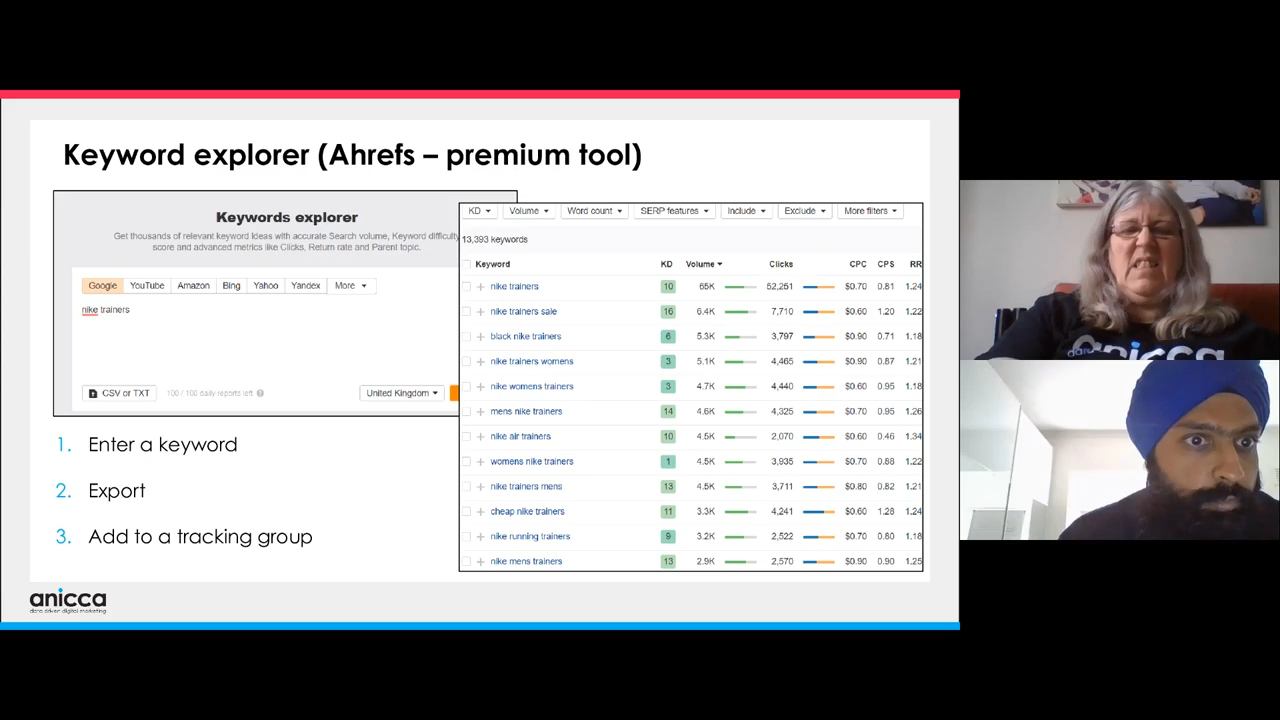 Keyword explorer (Ahrefs – premium tool)
Keywords explorer
Get thousands of relevant keyword ideas with accurate Search volume, Keyword difficulty
score and advanced metrics like Clicks, Return rate and Parent topic.
Google YouTube Amazon Bing Yahoo Yandex More
nike trainers
CSV or TXT 100 / 100 daily reports left United Kingdom
KD Volume Word count SERP features Include Exclude More filters
13,393 keywords
Keyword KD Volume Clicks CPC CPS RR
nike trainers 10 65K 52,251 $0.70 0.81 1.24
nike trainers sale 16 6.4K 7,710 $0.60 1.20 1.22
black nike trainers 6 5.3K 3,797 $0.90 0.71 1.18
nike trainers womens 3 5.1K 4,465 $0.90 0.87 1.21
nike womens trainers 3 4.7K 4,440 $0.60 0.95 1.18
mens nike trainers 14 4.6K 4,325 $0.70 0.95 1.26
nike air trainers 10 4.5K 2,070 $0.60 0.46 1.34
womens nike trainers 1 4.5K 3,935 $0.70 0.88 1.22
nike trainers mens 13 4.5K 3,711 $0.80 0.82 1.21
cheap nike trainers 11 3.3K 4,241 $0.60 1.28 1.24
nike running trainers 9 3.2K 2,522 $0.70 0.80 1.18
nike mens trainers 13 2.9K 2,570 $0.90 0.90 1.25
1. Enter a keyword
2. Export
3. Add to a tracking group
anicca
data driven digital marketing
anicca